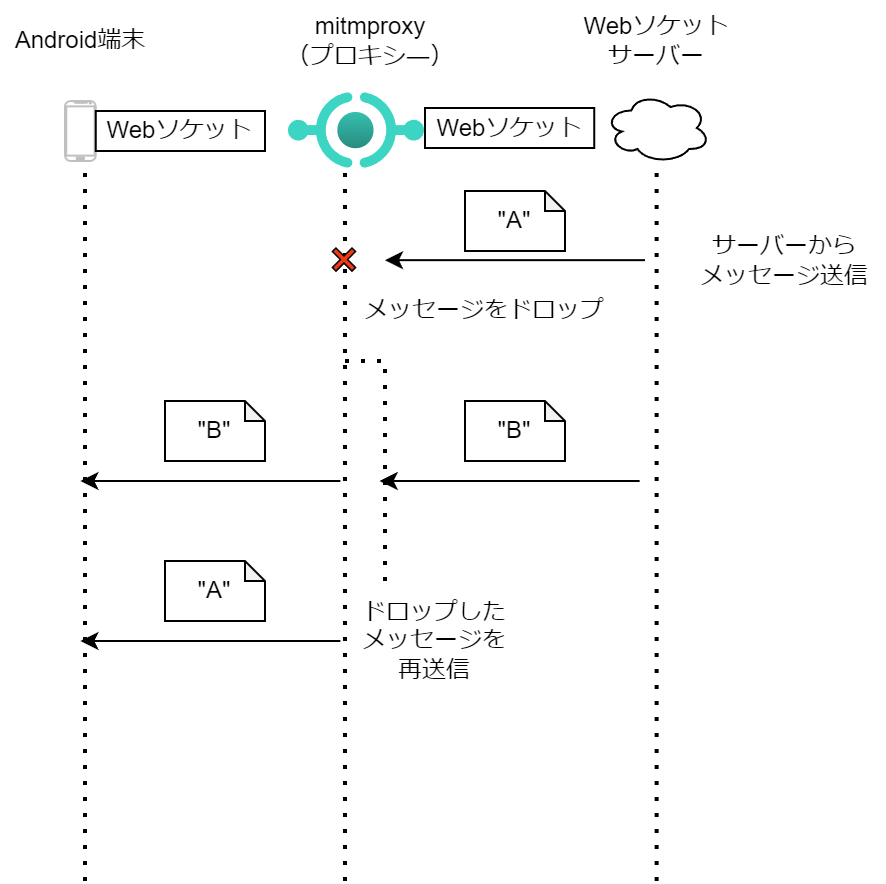 Android端末
mitmproxy
（プロキシー）
Webソケット
サーバー
Webソケット
Webソケット
"A"
サーバーから
メッセージ送信
メッセージをドロップ
"B"
"B"
"A"
ドロップした
メッセージを
再送信